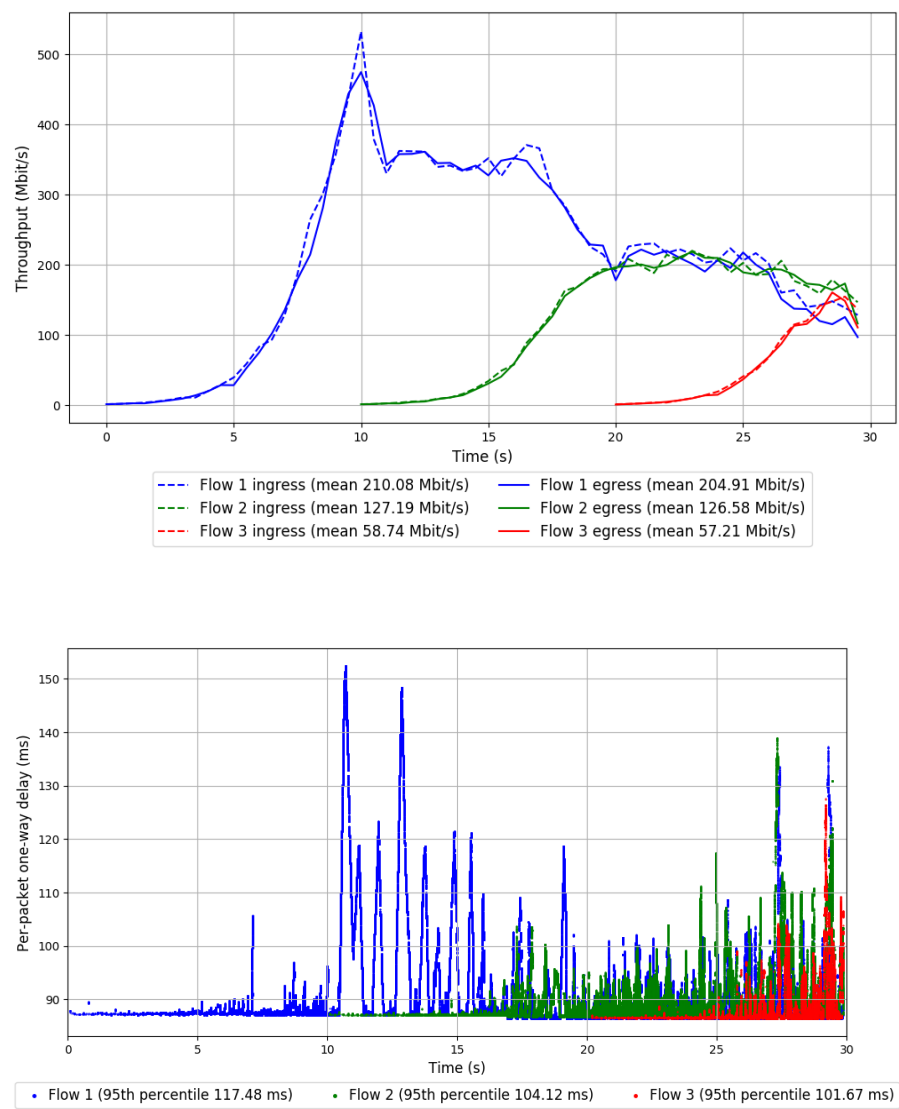 500
400
300
200
100
0
Throughput (Mbit/s)
0 5 10 15 20 25 30
Time (s)
Flow 1 ingress (mean 210.08 Mbit/s) Flow 1 egress (mean 204.91 Mbit/s)
Flow 2 ingress (mean 127.19 Mbit/s) Flow 2 egress (mean 126.58 Mbit/s)
Flow 3 ingress (mean 58.74 Mbit/s) Flow 3 egress (mean 57.21 Mbit/s)
150
140
130
120
110
100
90
Per-packet one-way delay (ms)
0 5 10 15 20 25 30
Time (s)
Flow 1 (95th percentile 117.48 ms) Flow 2 (95th percentile 104.12 ms) Flow 3 (95th percentile 101.67 ms)